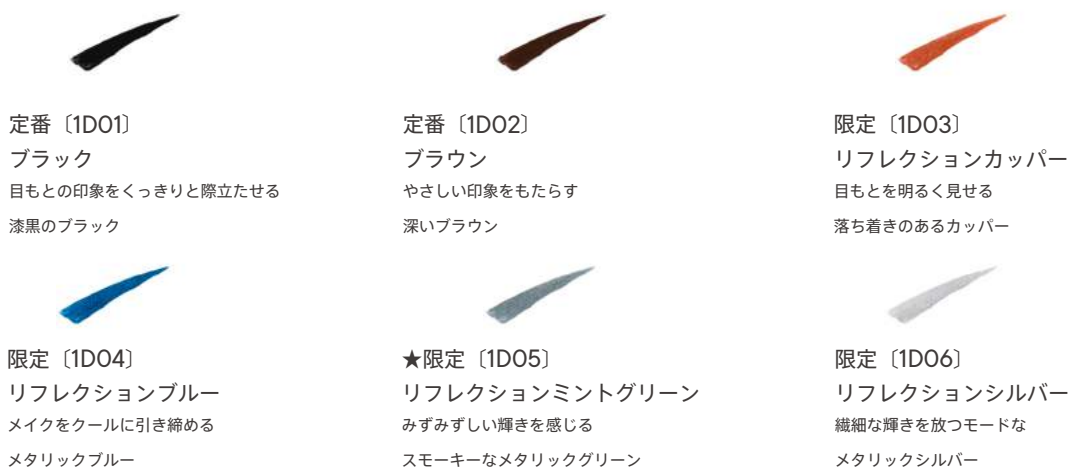 定番〔1D01〕
ブラック
目もとの印象をくっきりと際立たせる
漆黒のブラック
定番〔1D02〕
ブラウン
やさしい印象をもたらす
深いブラウン
限定〔1D03〕
リフレクションカッパー
目もとを明るく見せる
落ち着きのあるカッパー
限定〔1D04〕
リフレクションブルー
メイクをクールに引き締める
メタリックブルー
★限定〔1D05〕
リフレクションミントグリーン
みずみずしい輝きを感じる
スモーキーなメタリックグリーン
限定〔1D06〕
リフレクションシルバー
繊細な輝きを放つモードな
メタリックシルバー